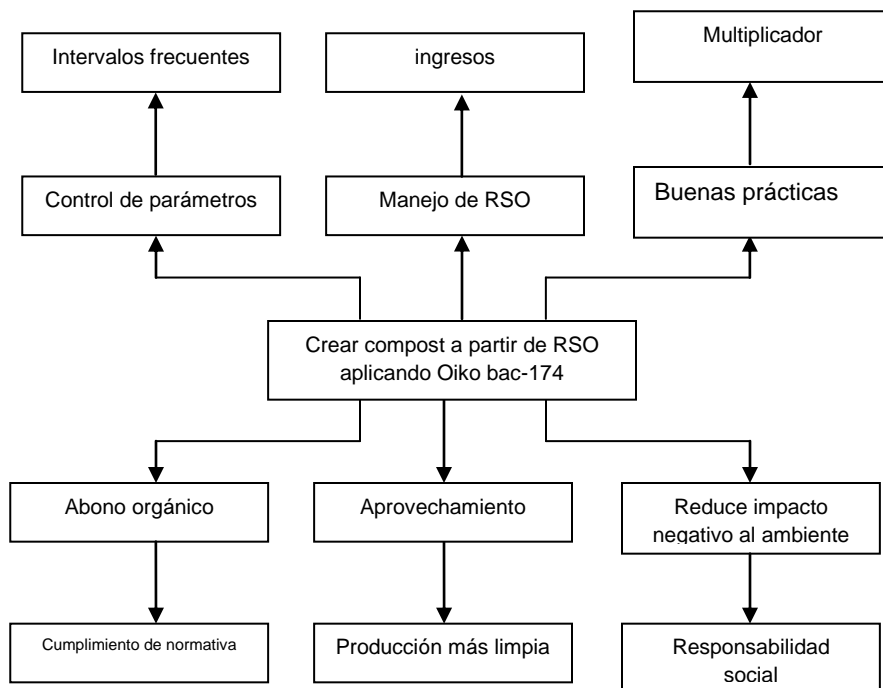 Intervalos frecuentes
ingresos
Multiplicador
Control de parámetros
Manejo de RSO
Buenas prácticas
Crear compost a partir de RSO
aplicando Oiko bac-174
Abono orgánico
Aprovechamiento
Reduce impacto
negativo al ambiente
Cumplimiento de normativa
Producción más limpia
Responsabilidad
social